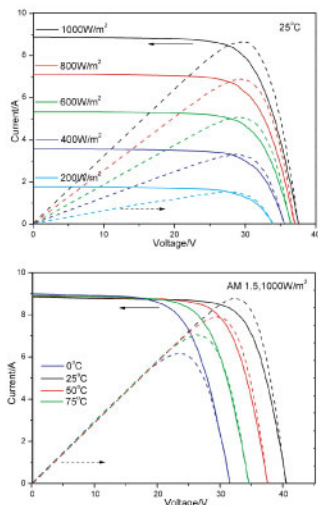 1000W/m²
25°C
800W/m²
600W/m²
400W/m²
200W/m²
Current/A
8
6
4
2
0
0 10 20 30 40
Voltage/V
AM 1.5,1000W/m²
0°C
25°C
50°C
75°C
Current/A
10
8
6
4
2
0
0 10 20 30 40
Voltage/V